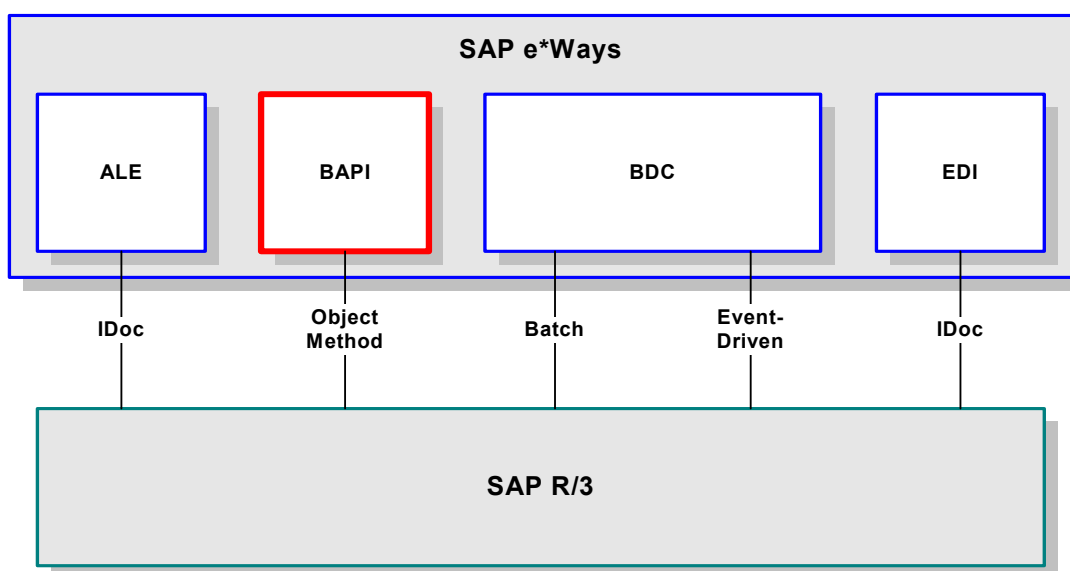 SAP e*Ways
ALE
BAPI
BDC
EDI
IDoc
Object
Method
Batch
Event-
Driven
IDoc
SAP R/3